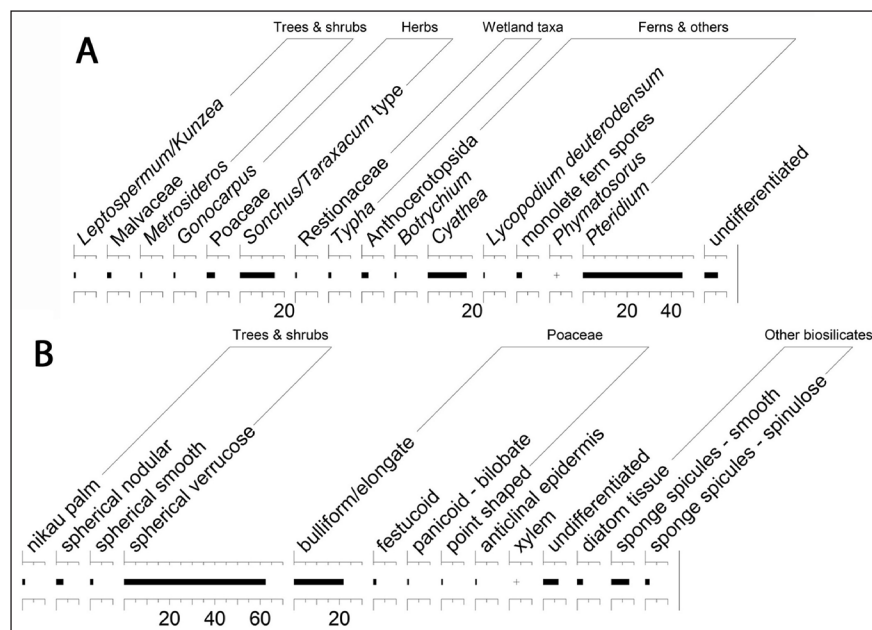 A
Trees & shrubs Herbs Wetland taxa Ferns & others
Leptospermum/Kunzea
Malvaceae
Metrosideros
Gonocarpus
Poaceae
Sonchus/Taraxacum type
Restionaceae
Typha
Anthocerotopsida
Botrychium
Cyathea
Lycopodium deuterodensum
monolete fern spores
Phymatosorus
Pteridium
undifferentiated
20 20 20 40
B
Trees & shrubs Poaceae Other biosilicates
nikau palm
spherical nodular
spherical smooth
spherical verrucose
bulliform/elongate
festucoid
panicoid - bilobate
point shaped
anticlinal epidermis
xylem
undifferentiated
diatom tissue
sponge spicules - smooth
sponge spicules - spinulose
20 40 60 20